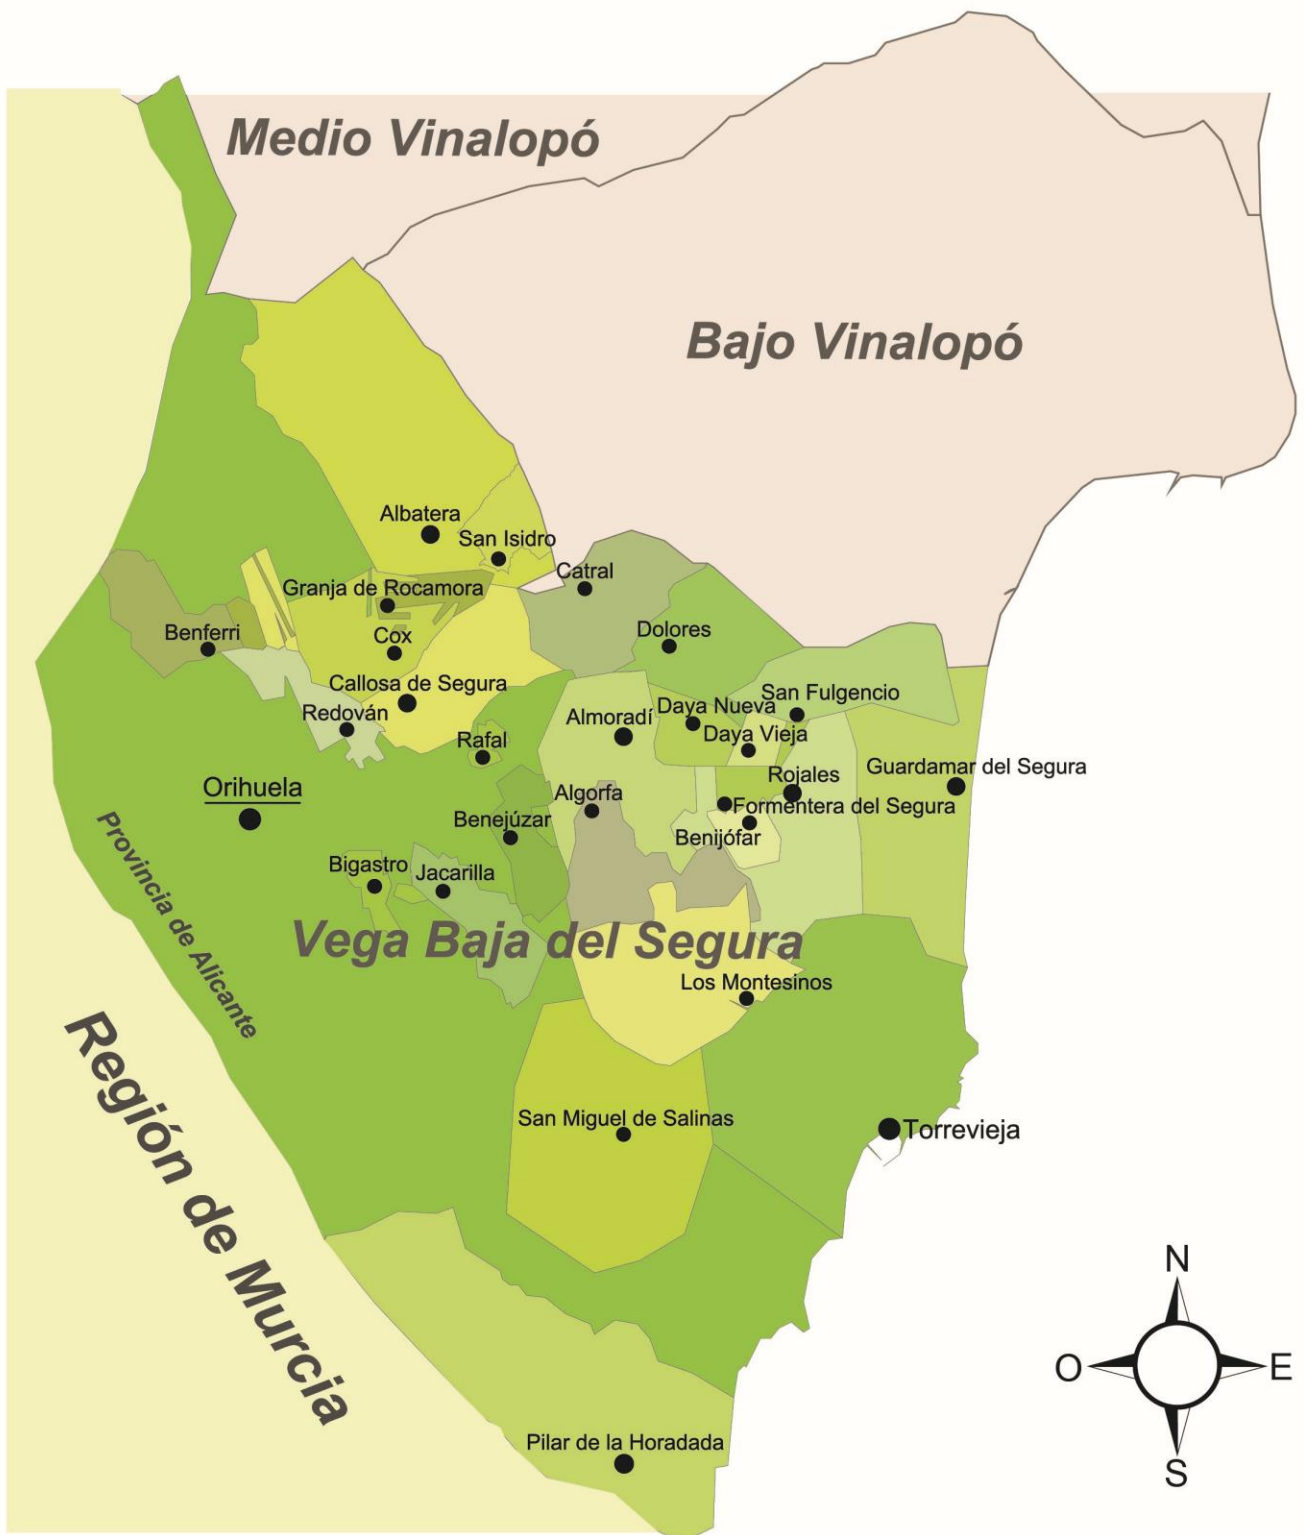 Medio Vinalopó
Bajo Vinalopó
Albatera
San Isidro
Catral
Granja de Rocamora
Benferri
Cox
Dolores
Callosa de Segura
San Fulgencio
Daya Nueva
Redován
Almoradí
Daya Vieja
Rafal
Guardamar del Segura
Rojales
Orihuela
Algorfa
Formentera del Segura
Benejúzar
Benijófar
Bigastro
Jacarilla
Provincia de Alicante
Vega Baja del Segura
Los Montesinos
Región de Murcia
San Miguel de Salinas
Torrevieja
N
O
E
S
Pilar de la Horadada